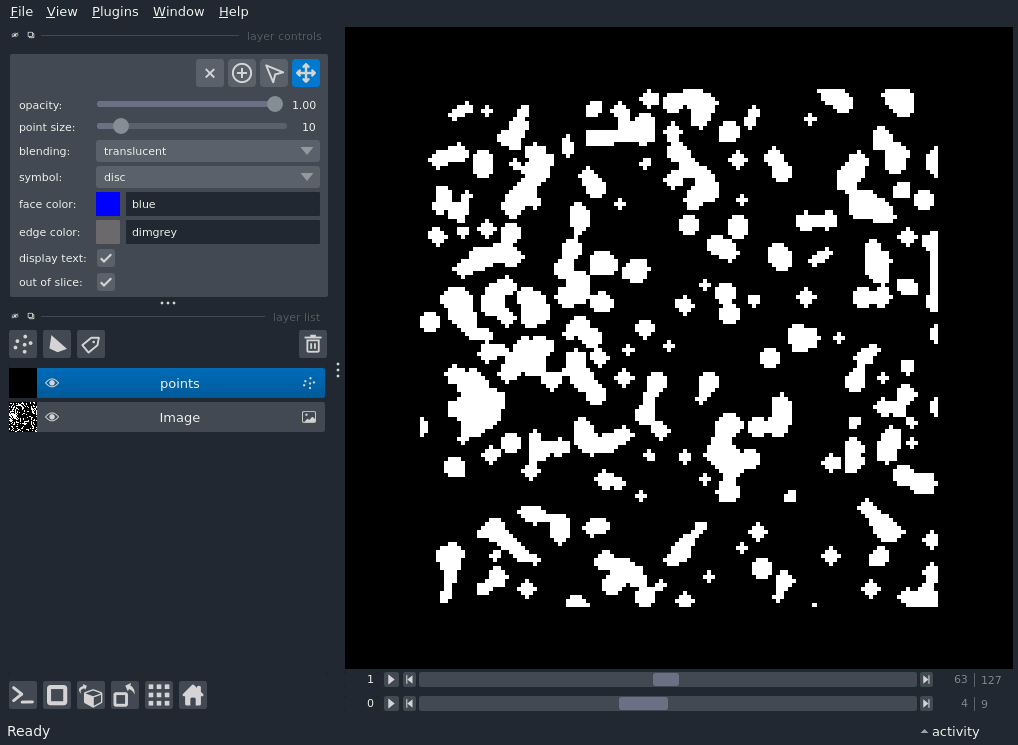 File View Plugins Window Help
layer controls
opacity: 1.00
point size: 10
blending: translucent
symbol: disc
face color: blue
edge color: dimgrey
display text:
out of slice:
layer list
points
Image
1 63 127
0 4 9
Ready activity